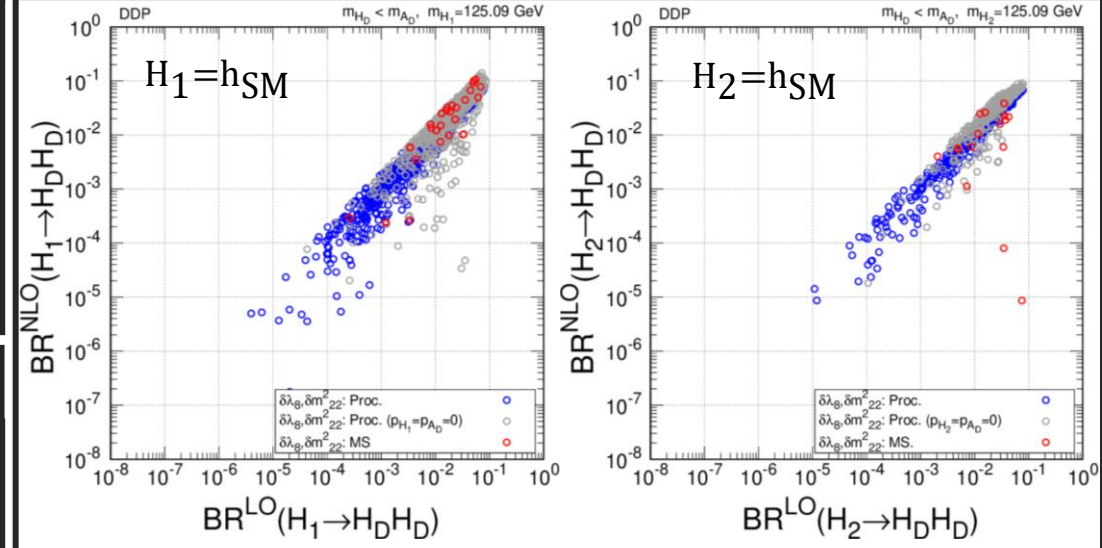 DDP
m_{H_D} < m_{A_D}, m_{H_1}=125.09 GeV
H_1=h_{SM}
BR^{NLO}(H_1→H_DH_D)
10^0
10^-1
10^-2
10^-3
10^-4
10^-5
10^-6
10^-7
10^-8
δλ_8,δm^2_22: Proc.
δλ_8,δm^2_22: Proc. (p_{H_1}=p_{A_D}=0)
δλ_8,δm^2_22: MS
10^-8 10^-7 10^-6 10^-5 10^-4 10^-3 10^-2 10^-1 10^0
BR^{LO}(H_1→H_DH_D)
DDP
m_{H_D} < m_{A_D}, m_{H_2}=125.09 GeV
H_2=h_{SM}
BR^{NLO}(H_2→H_DH_D)
10^0
10^-1
10^-2
10^-3
10^-4
10^-5
10^-6
10^-7
10^-8
δλ_8,δm^2_22: Proc.
δλ_8,δm^2_22: Proc. (p_{H_2}=p_{A_D}=0)
δλ_8,δm^2_22: MS.
10^-8 10^-7 10^-6 10^-5 10^-4 10^-3 10^-2 10^-1 10^0
BR^{LO}(H_2→H_DH_D)